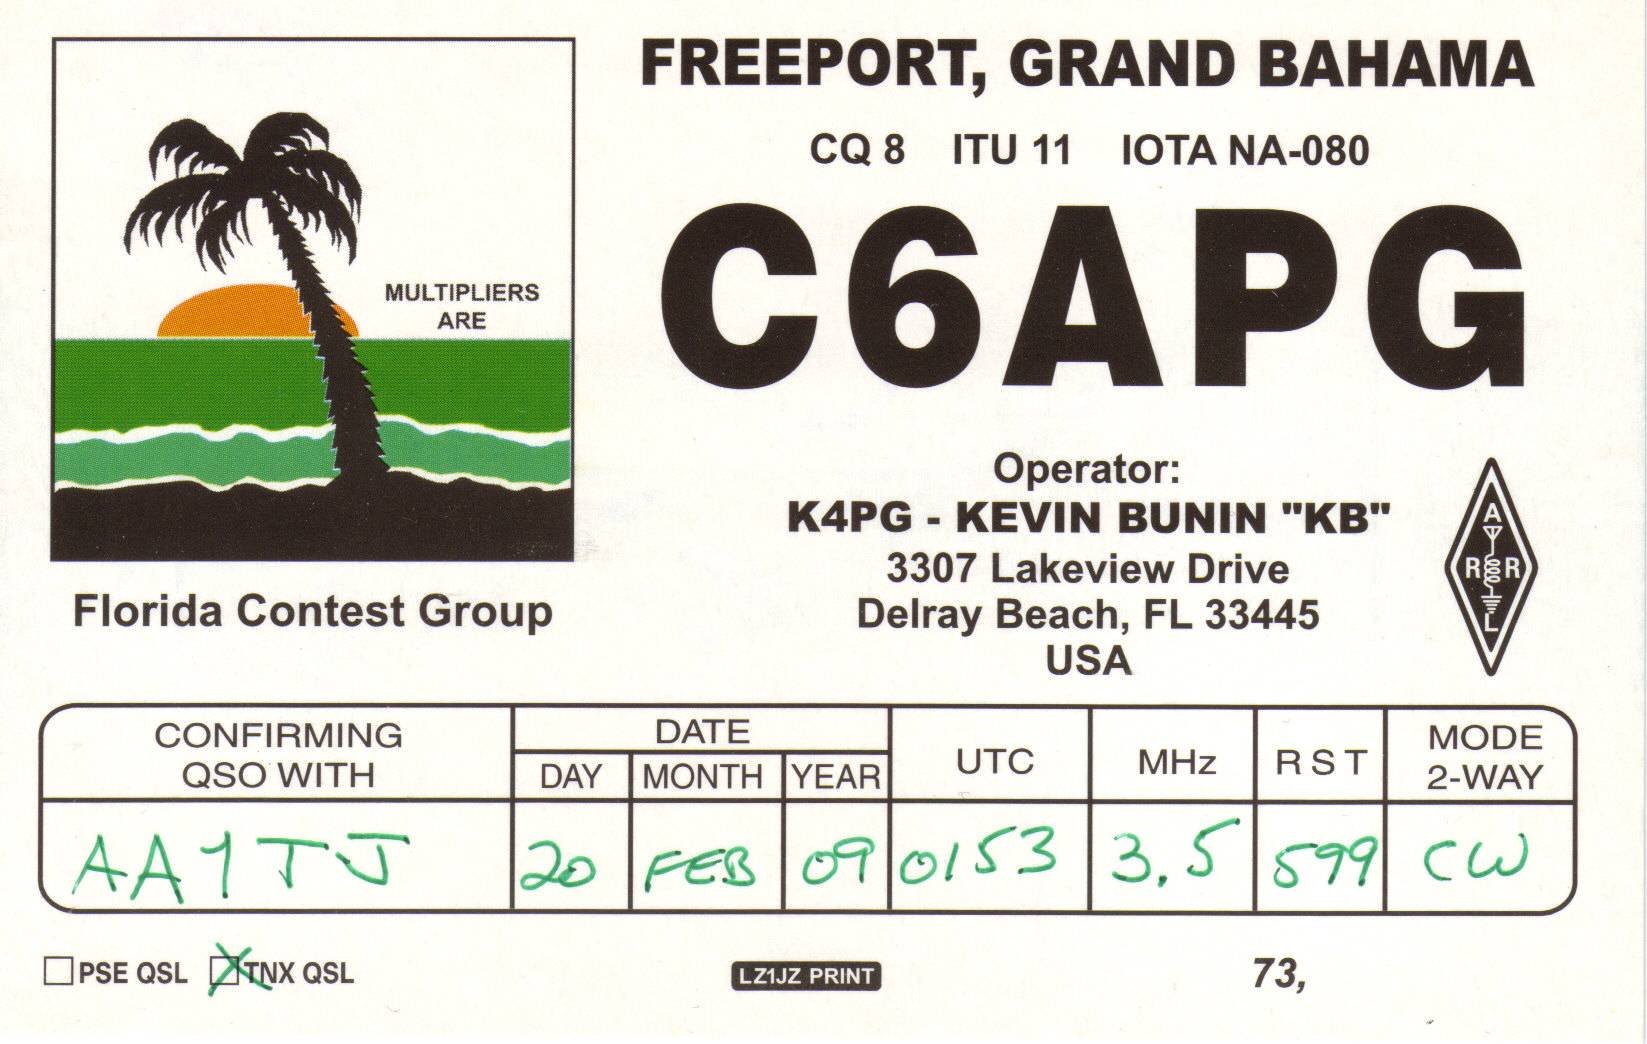 FREEPORT, GRAND BAHAMA
CQ 8 ITU 11 IOTA NA-080
C6APG
MULTIPLIERS
ARE
Florida Contest Group
Operator:
K4PG - KEVIN BUNIN "KB"
3307 Lakeview Drive
Delray Beach, FL 33445
USA
A
R R
L
CONFIRMING
QSO WITH
DATE
DAY MONTH YEAR
UTC
MHz
RST
MODE
2-WAY
AA1TJ 20 FEB 09 0153 3.5 599 CW
PSE QSL TNX QSL
LZ1JZ PRINT
73,